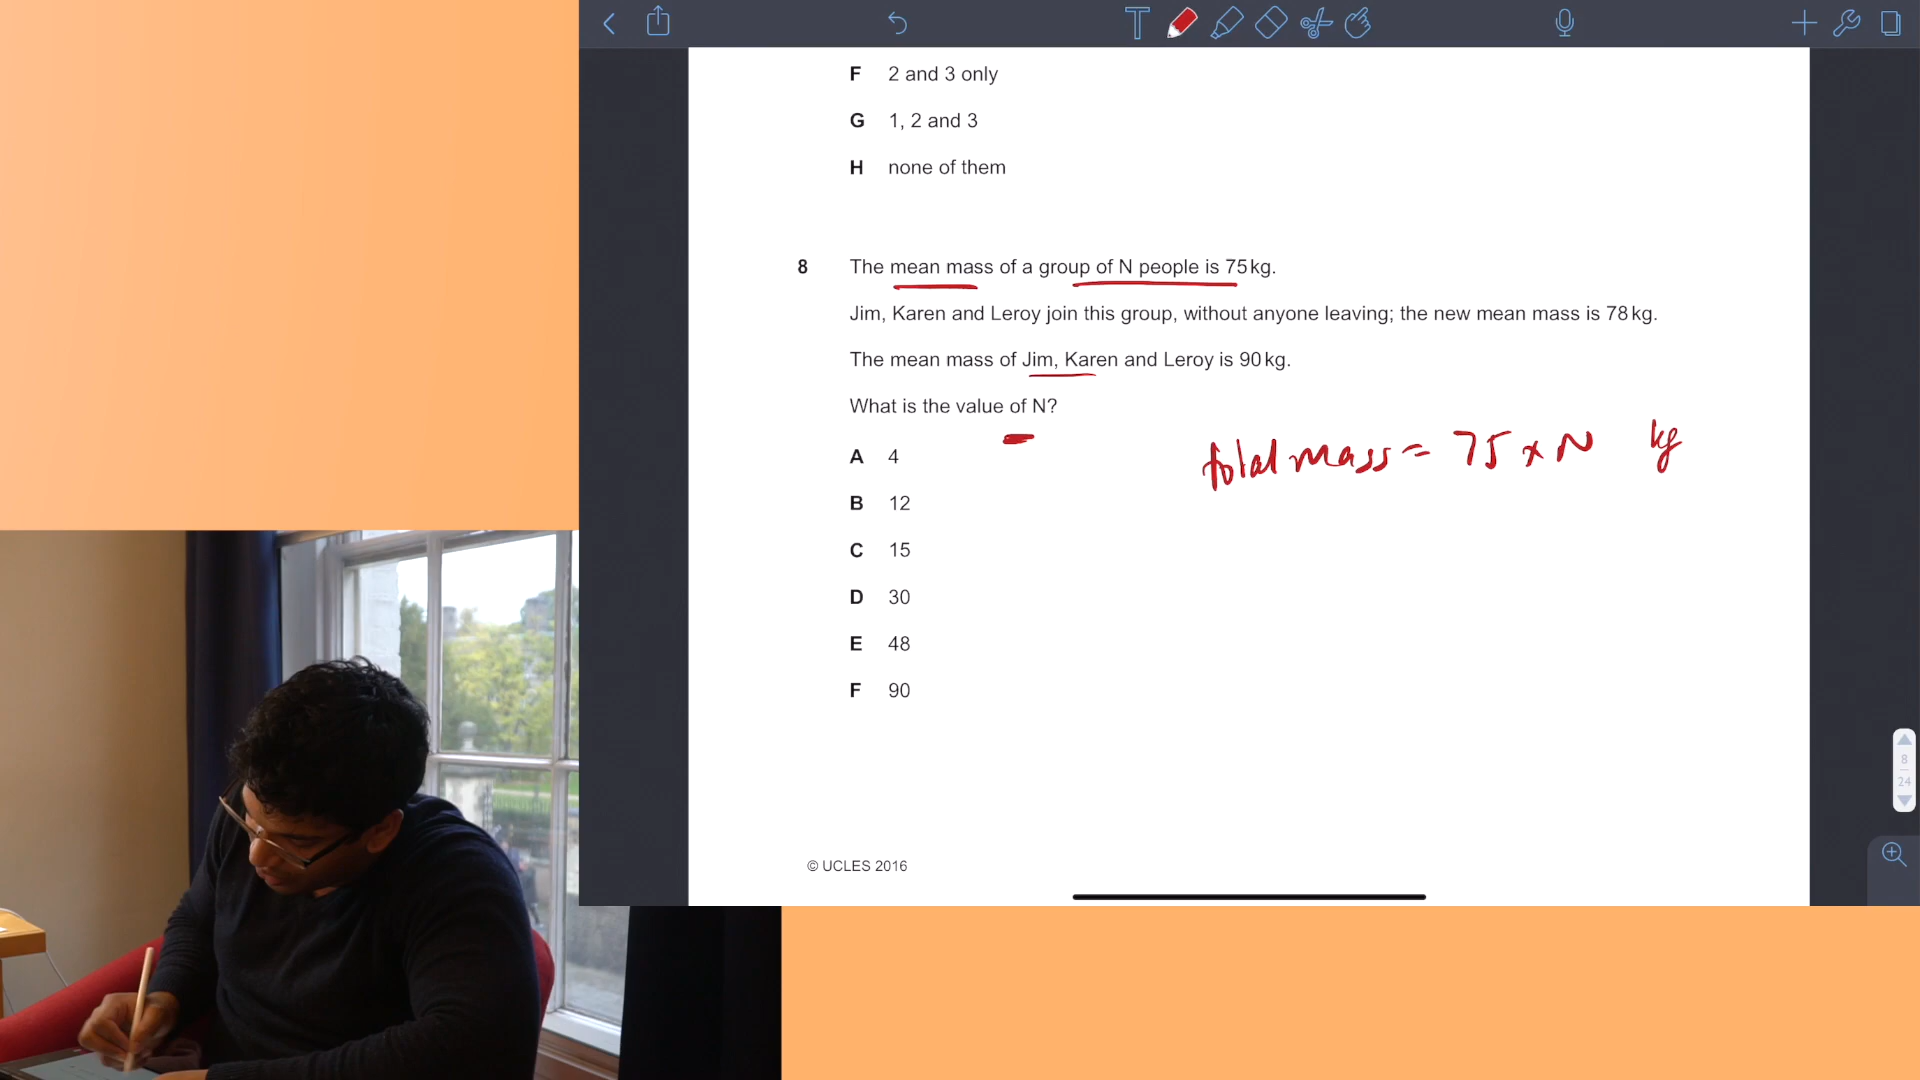 F 2 and 3 only
G 1, 2 and 3
H none of them
8 The mean mass of a group of N people is 75 kg.
Jim, Karen and Leroy join this group, without anyone leaving; the new mean mass is 78 kg.
The mean mass of Jim, Karen and Leroy is 90 kg.
What is the value of N?
A 4
total mass = 75 × N kg
B 12
C 15
D 30
E 48
F 90
8
24
© UCLES 2016